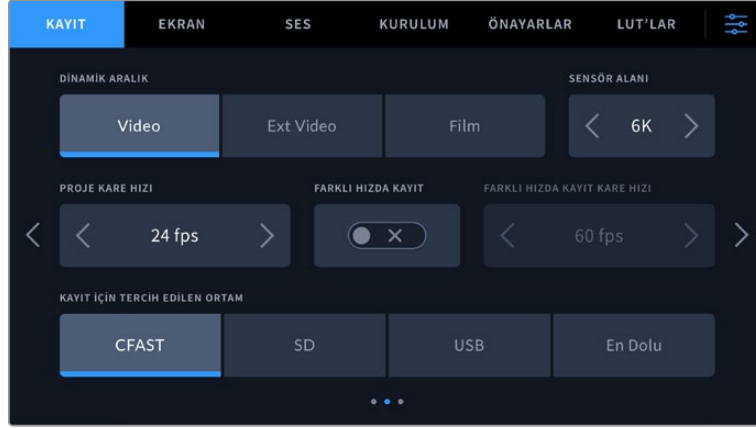 KAYIT EKRAN SES KURULUM ÖNAYARLAR LUT'LAR
DİNAMİK ARALIK SENSÖR ALANI
Video Ext Video Film 6K
PROJE KARE HIZI FARKLI HIZDA KAYIT FARKLI HIZDA KAYIT KARE HIZI
24 fps 60 fps
KAYIT İÇİN TERCİH EDİLEN ORTAM
CFAST SD USB En Dolu